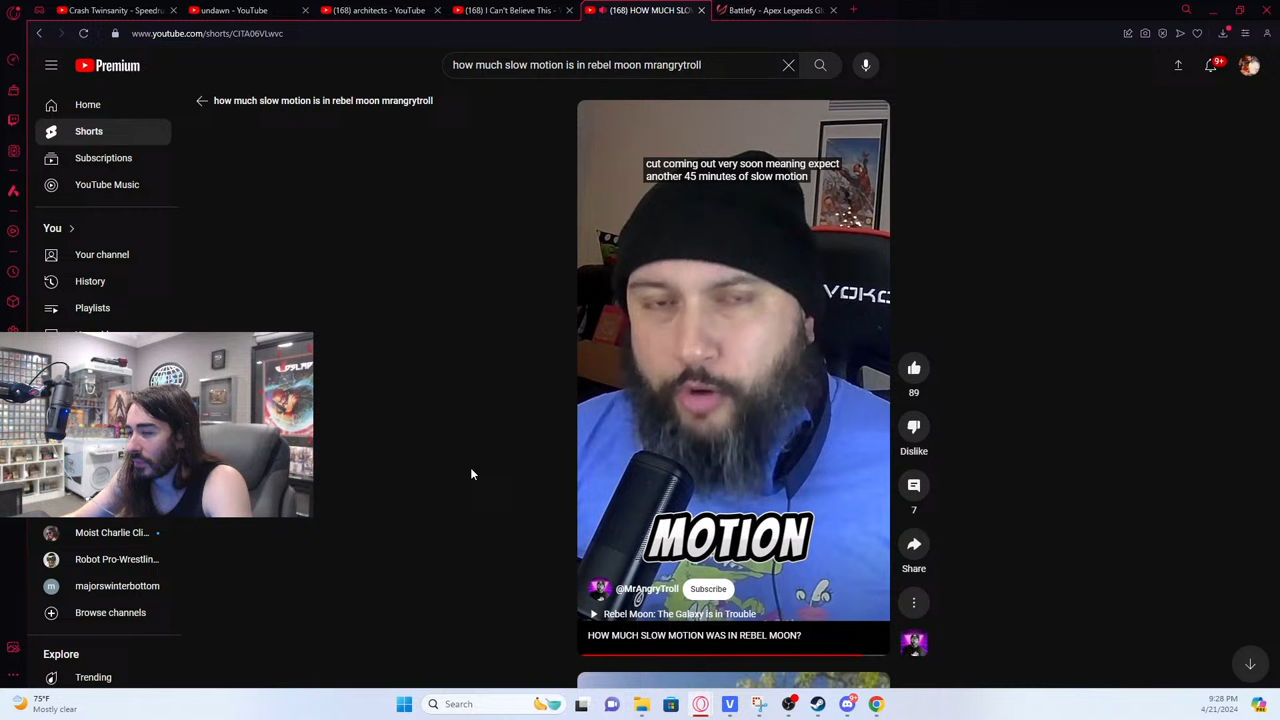 Crash Twinsanity - Speedru
undawn - YouTube
(168) architects - YouTube
(168) I Can't Believe This -
(168) HOW MUCH SLO
Battlefy - Apex Legends Gl
www.youtube.com/shorts/CITA06VLwvc
Premium
how much slow motion is in rebel moon mrangrytroll
9+
Home
how much slow motion is in rebel moon mrangrytroll
Shorts
Subscriptions
YouTube Music
You
Your channel
History
Playlists
cut coming out very soon meaning expect
another 45 minutes of slow motion
VOKO
MOTION
89
Dislike
7
Share
@MrAngryTroll
Subscribe
Rebel Moon: The Galaxy is in Trouble
HOW MUCH SLOW MOTION WAS IN REBEL MOON?
Moist Charlie Cli...
Robot Pro-Wrestlin...
m
majorswinterbottom
Browse channels
Explore
Trending
75°F
Mostly clear
Search
9+
9:28 PM
4/21/2024